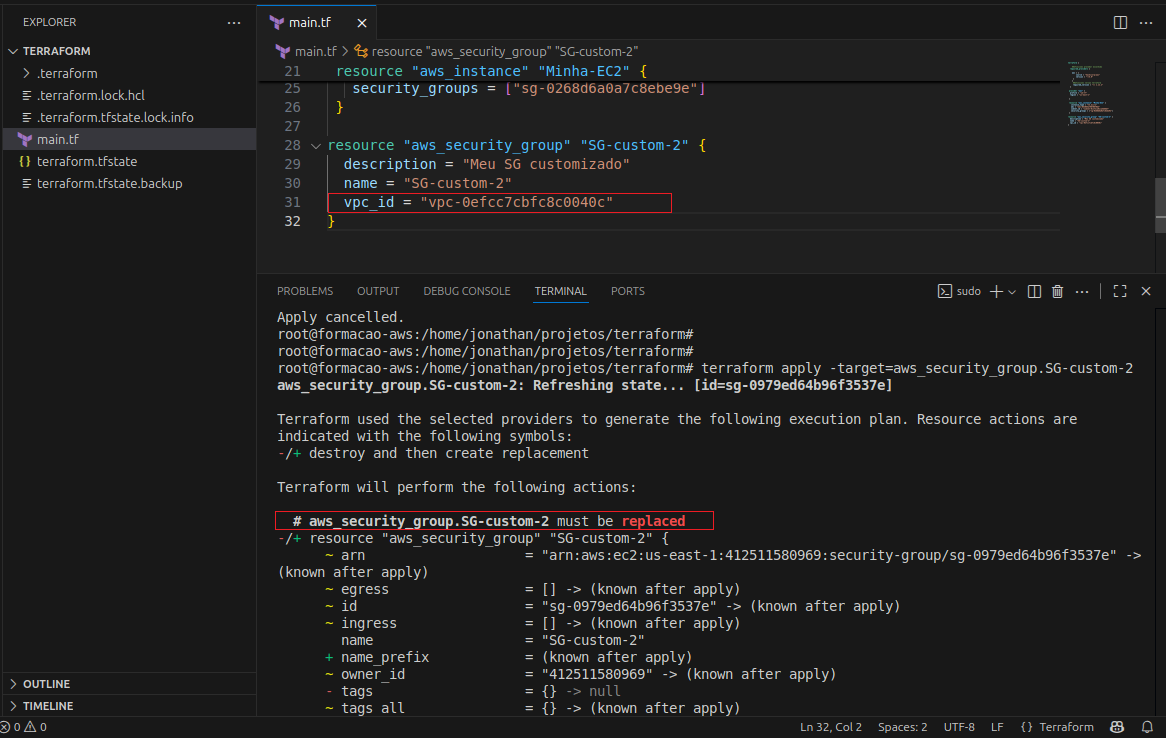 EXPLORER
TERRAFORM
.terraform
.terraform.lock.hcl
.terraform.tfstate.lock.info
main.tf
terraform.tfstate
terraform.tfstate.backup
OUTLINE
TIMELINE
main.tf
main.tf > resource "aws_security_group" "SG-custom-2"
21 resource "aws_instance" "Minha-EC2" {
25 security_groups = ["sg-0268d6a0a7c8ebe9e"]
26 }
27
28 resource "aws_security_group" "SG-custom-2" {
29 description = "Meu SG customizado"
30 name = "SG-custom-2"
31 vpc_id = "vpc-0efcc7cbfc8c0040c"
32 }
PROBLEMS OUTPUT DEBUG CONSOLE TERMINAL PORTS sudo
Apply cancelled.
root@formacao-aws:/home/jonathan/projetos/terraform#
root@formacao-aws:/home/jonathan/projetos/terraform#
root@formacao-aws:/home/jonathan/projetos/terraform# terraform apply -target=aws_security_group.SG-custom-2
aws_security_group.SG-custom-2: Refreshing state... [id=sg-0979ed64b96f3537e]
Terraform used the selected providers to generate the following execution plan. Resource actions are
indicated with the following symbols:
-/+ destroy and then create replacement
Terraform will perform the following actions:
# aws_security_group.SG-custom-2 must be replaced
-/+ resource "aws_security_group" "SG-custom-2" {
~ arn = "arn:aws:ec2:us-east-1:412511580969:security-group/sg-0979ed64b96f3537e" ->
(known after apply)
~ egress = [] -> (known after apply)
~ id = "sg-0979ed64b96f3537e" -> (known after apply)
~ ingress = [] -> (known after apply)
name = "SG-custom-2"
+ name_prefix = (known after apply)
~ owner_id = "412511580969" -> (known after apply)
- tags = {} -> null
~ tags_all = {} -> (known after apply)
0 0 Ln 32, Col 2 Spaces: 2 UTF-8 LF {} Terraform